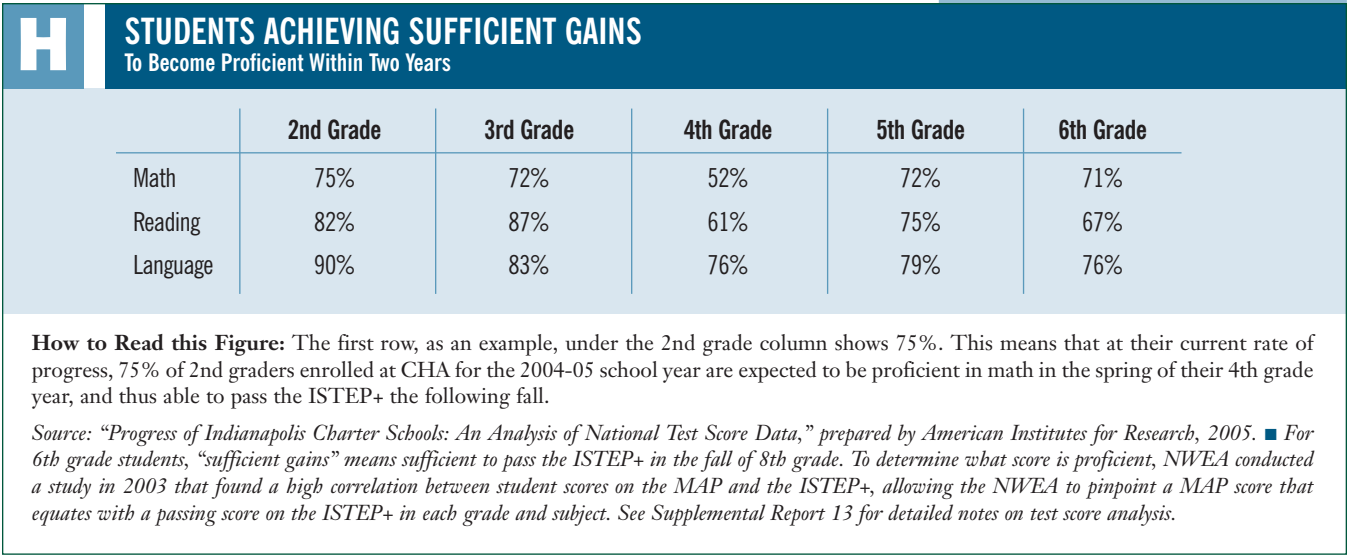 H
STUDENTS ACHIEVING SUFFICIENT GAINS
To Become Proficient Within Two Years
2nd Grade 3rd Grade 4th Grade 5th Grade 6th Grade
Math 75% 72% 52% 72% 71%
Reading 82% 87% 61% 75% 67%
Language 90% 83% 76% 79% 76%
How to Read this Figure: The first row, as an example, under the 2nd grade column shows 75%. This means that at their current rate of
progress, 75% of 2nd graders enrolled at CHA for the 2004-05 school year are expected to be proficient in math in the spring of their 4th grade
year, and thus able to pass the ISTEP+ the following fall.
Source: “Progress of Indianapolis Charter Schools: An Analysis of National Test Score Data,” prepared by American Institutes for Research, 2005. ■ For
6th grade students, “sufficient gains” means sufficient to pass the ISTEP+ in the fall of 8th grade. To determine what score is proficient, NWEA conducted
a study in 2003 that found a high correlation between student scores on the MAP and the ISTEP+, allowing the NWEA to pinpoint a MAP score that
equates with a passing score on the ISTEP+ in each grade and subject. See Supplemental Report 13 for detailed notes on test score analysis.